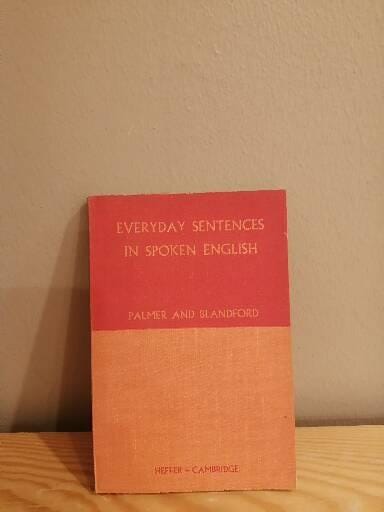 EVERYDAY SENTENCES
IN SPOKEN ENGLISH
PALMER AND BLANDFORD
HEFFER – CAMBRIDGE